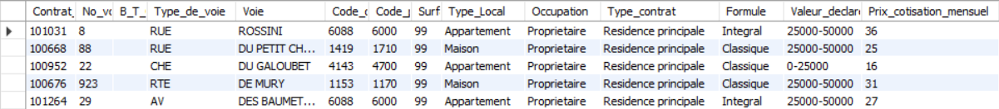 Contrat_ No_vo B_T_ Type_de_voie Voie Code_c Code_p Surf Type_Local Occupation Type_contrat Formule Valeur_declare Prix_cotisation_mensuel
101031 8 RUE ROSSINI 6088 6000 99 Appartement Proprietaire Residence principale Integral 25000-50000 36
100668 88 RUE DU PETIT CH... 1419 1710 99 Maison Proprietaire Residence principale Classique 25000-50000 25
100952 22 CHE DU GALOUBET 4143 4700 99 Appartement Proprietaire Residence principale Classique 0-25000 16
100676 923 RTE DE MURY 1153 1170 99 Maison Proprietaire Residence principale Classique 25000-50000 31
101264 29 AV DES BAUMET... 6088 6000 99 Appartement Proprietaire Residence principale Integral 25000-50000 27